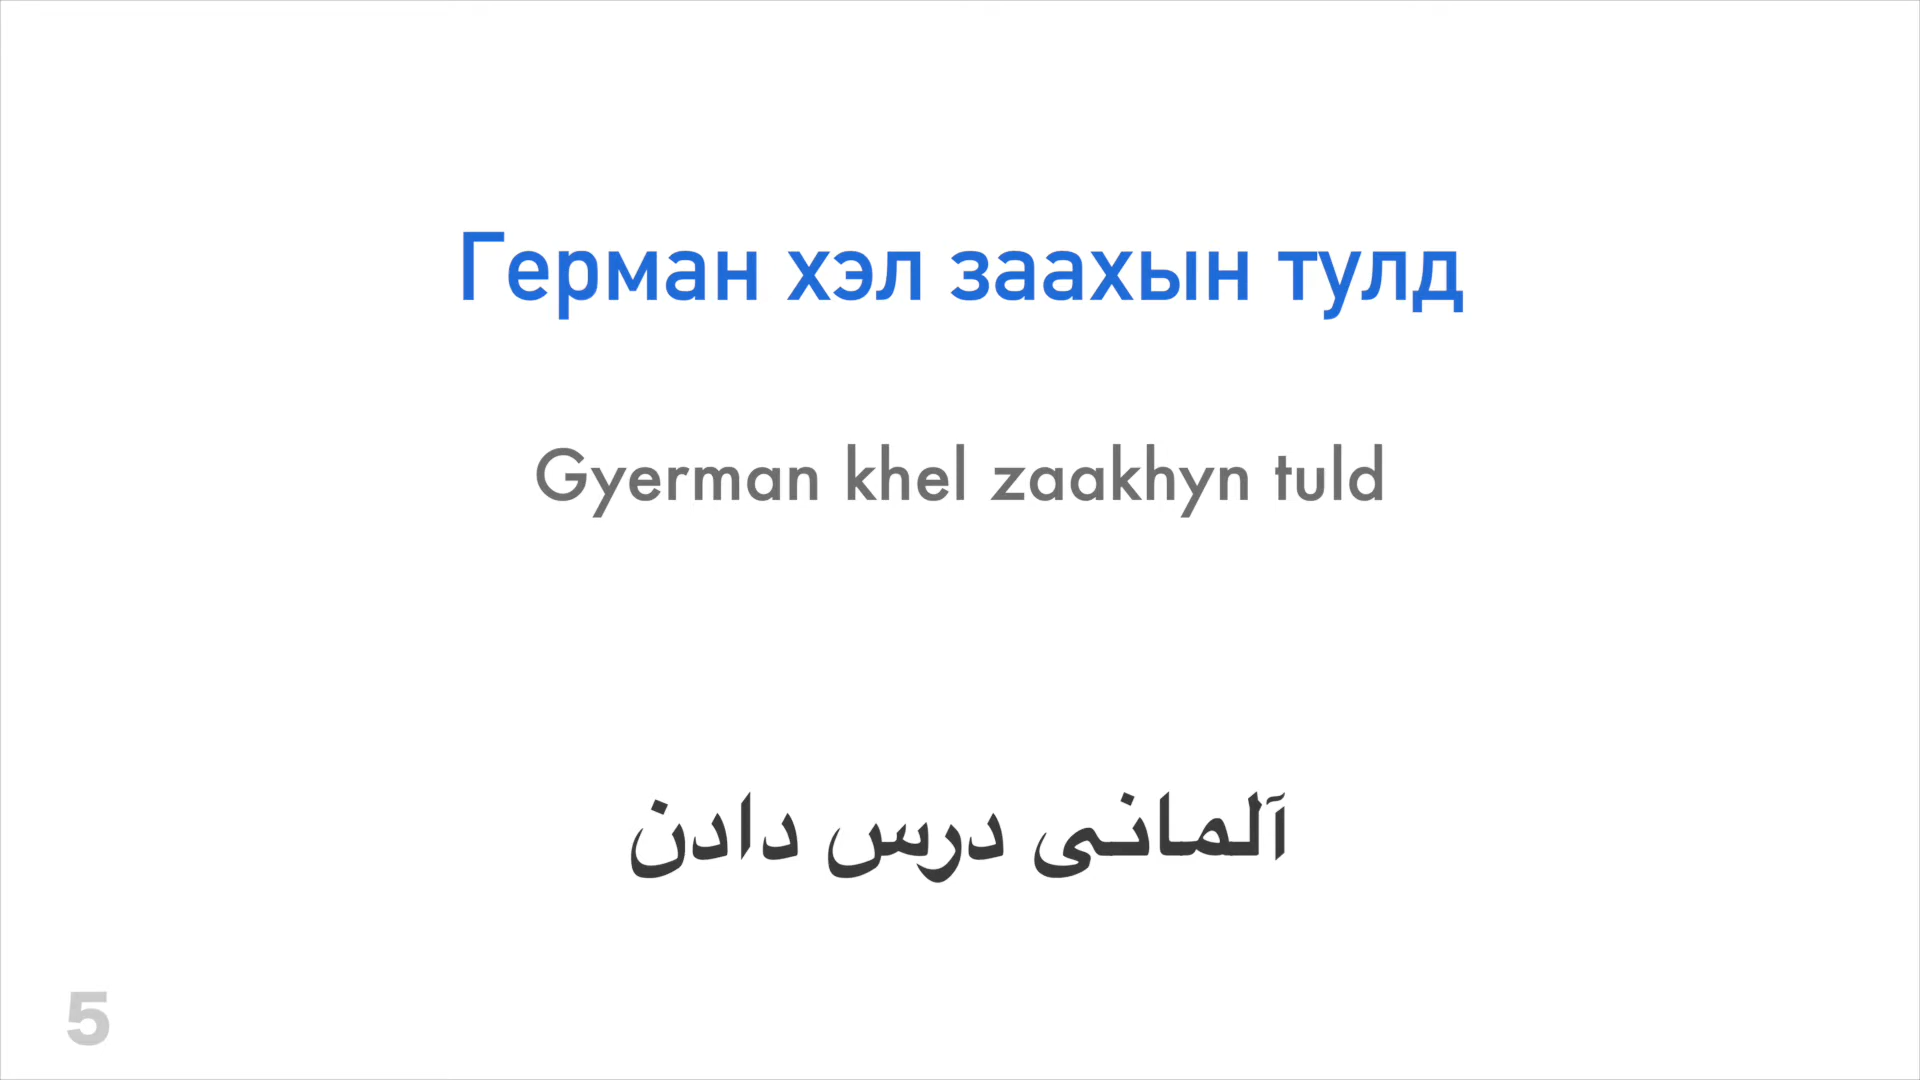 Герман хэл заахын тулд
Gyerman khel zaakhyn tuld
آلمانی درس دادن
5